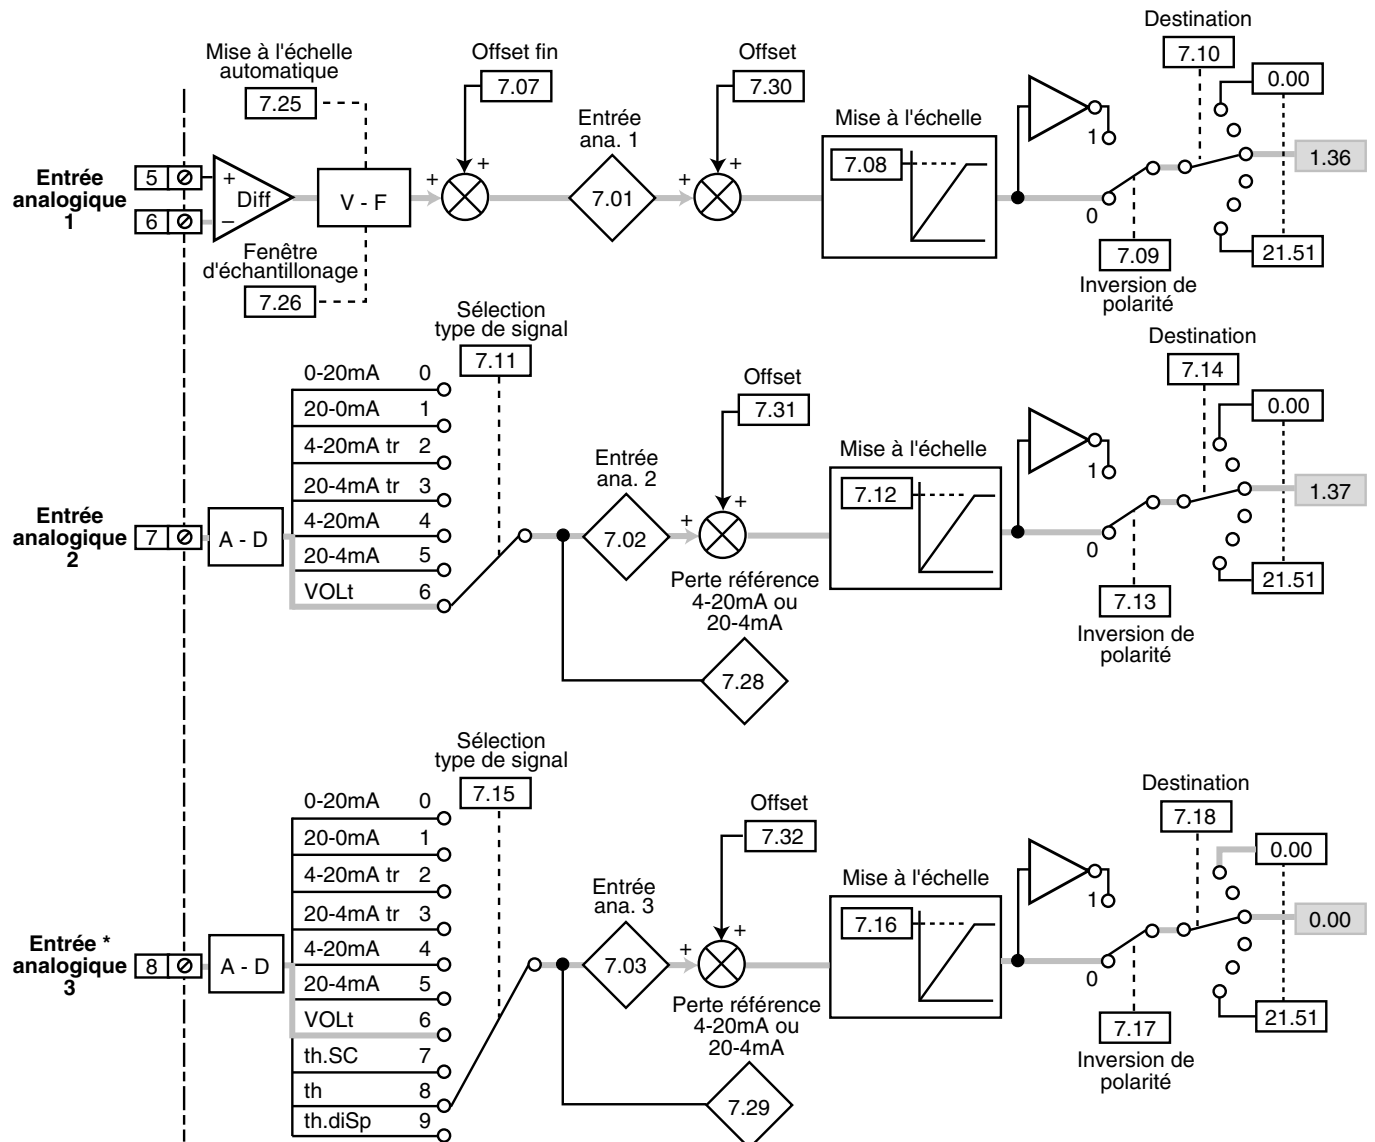 Destination
Mise à l'échelle
automatique
Offset fin
Offset
7.10
7.25
7.07
7.30
0.00
Entrée
ana. 1
Mise à l'échelle
1
Entrée
analogique
1
5
6
+
−
Diff
V - F
+
+
7.01
+
+
7.08
1.36
0
Fenêtre
d'échantillonage
7.26
7.09
21.51
Inversion de
polarité
Sélection
type de signal
7.11
Destination
7.14
0-20mA 0
20-0mA 1
4-20mA tr 2
20-4mA tr 3
4-20mA 4
20-4mA 5
VOLt 6
Offset
7.31
0.00
Entrée
ana. 2
Mise à l'échelle
1
Entrée
analogique
2
7
A - D
7.02
+
+
7.12
1.37
0
Perte référence
4-20mA ou
20-4mA
7.28
7.13
21.51
Inversion de
polarité
Sélection
type de signal
7.15
Destination
7.18
0-20mA 0
20-0mA 1
4-20mA tr 2
20-4mA tr 3
4-20mA 4
20-4mA 5
VOLt 6
th.SC 7
th 8
th.diSp 9
Offset
7.32
0.00
Entrée
ana. 3
Mise à l'échelle
1
Entrée *
analogique
3
8
A - D
7.03
+
+
7.16
0.00
0
Perte référence
4-20mA ou
20-4mA
7.29
7.17
21.51
Inversion de
polarité